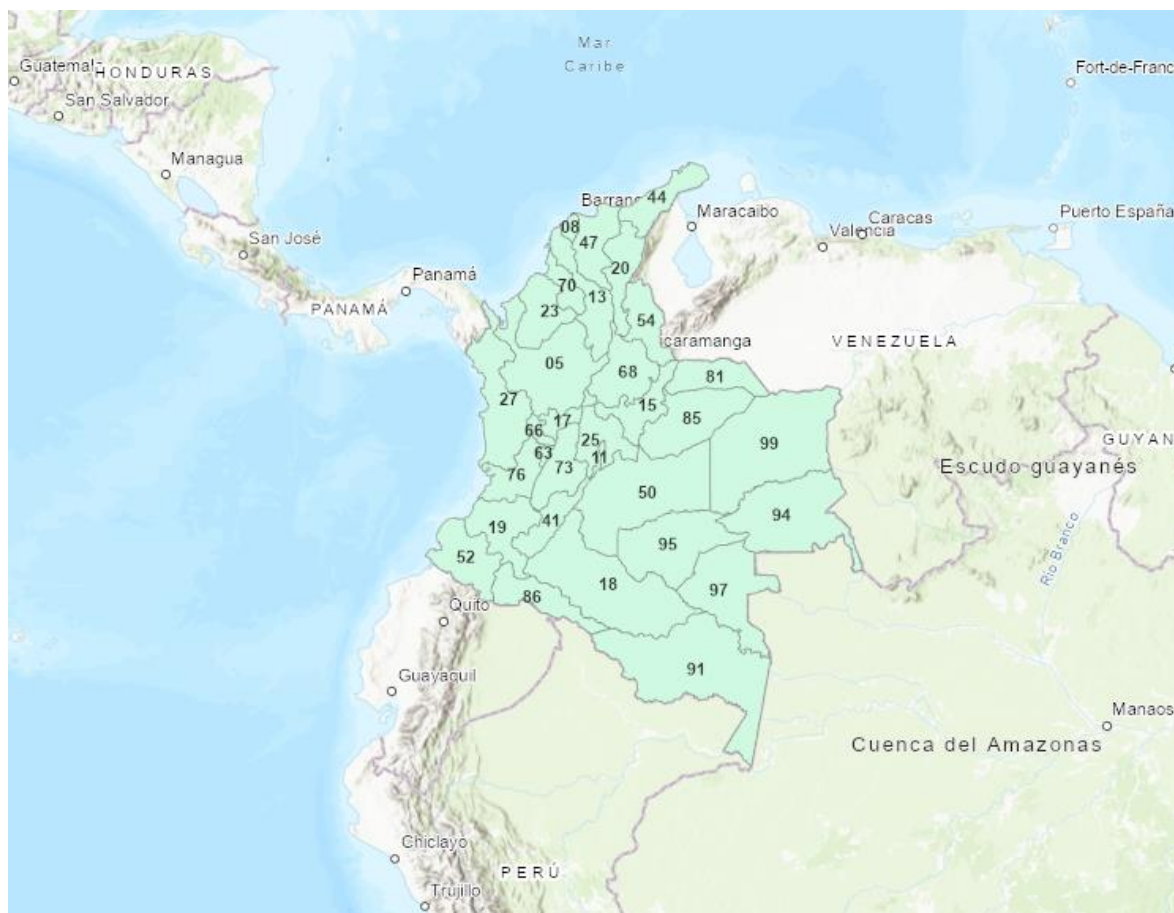 Mar
Caribe
Guatemala
HONDURAS
Fort-de-Franc
San Salvador
Managua
Barran
44
Maracaibo
Caracas
Puerto España
08
47
Valencia
San José
20
Panamá
70
13
PANAMÁ
23
54
icaramanga
VENEZUELA
05
68
81
27
15
85
17
66
25
99
GUYAN
63
11
Escudo guayanés
76
73
50
19
41
94
95
52
18
97
86
Río Branco
Quito
91
Guayaquil
Manaos
Cuenca del Amazonas
Chiclayo
PERÚ
Trujillo